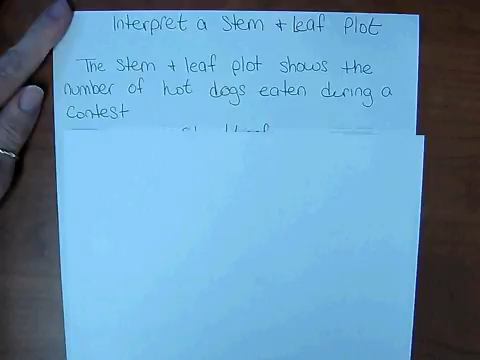 Interpret a Stem + leaf Plot
The stem + leaf plot shows the
number of hot dogs eaten during a
contest